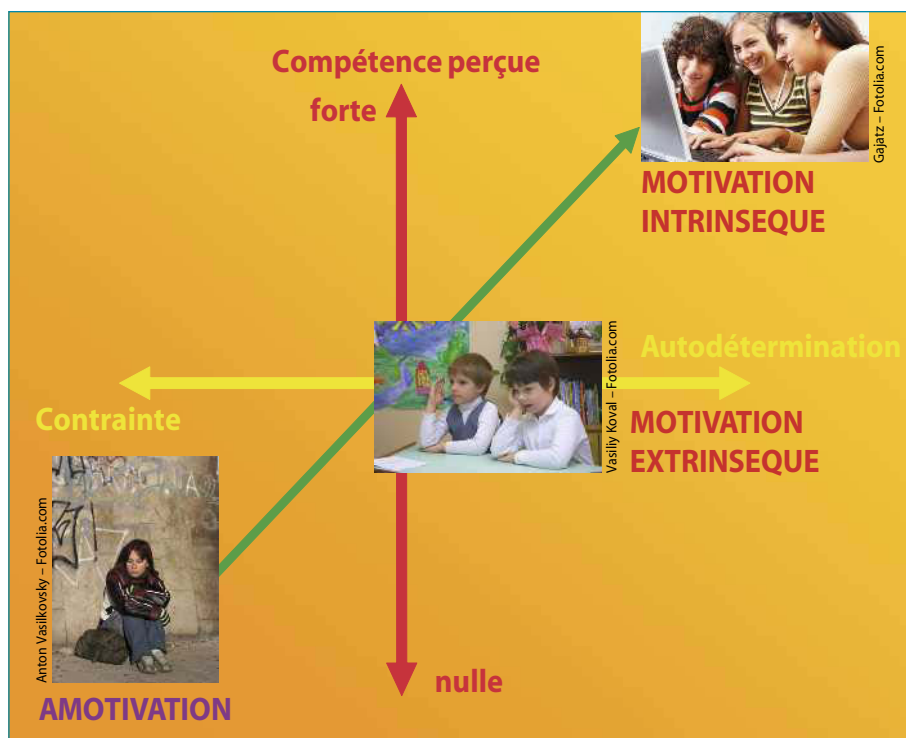 Compétence perçue
forte
Gajatz – Fotolia.com
MOTIVATION
INTRINSEQUE
Autodétermination
Contrainte
Vasiliy Koval – Fotolia.com
MOTIVATION
EXTRINSEQUE
Anton Vasilkovsky – Fotolia.com
nulle
AMOTIVATION